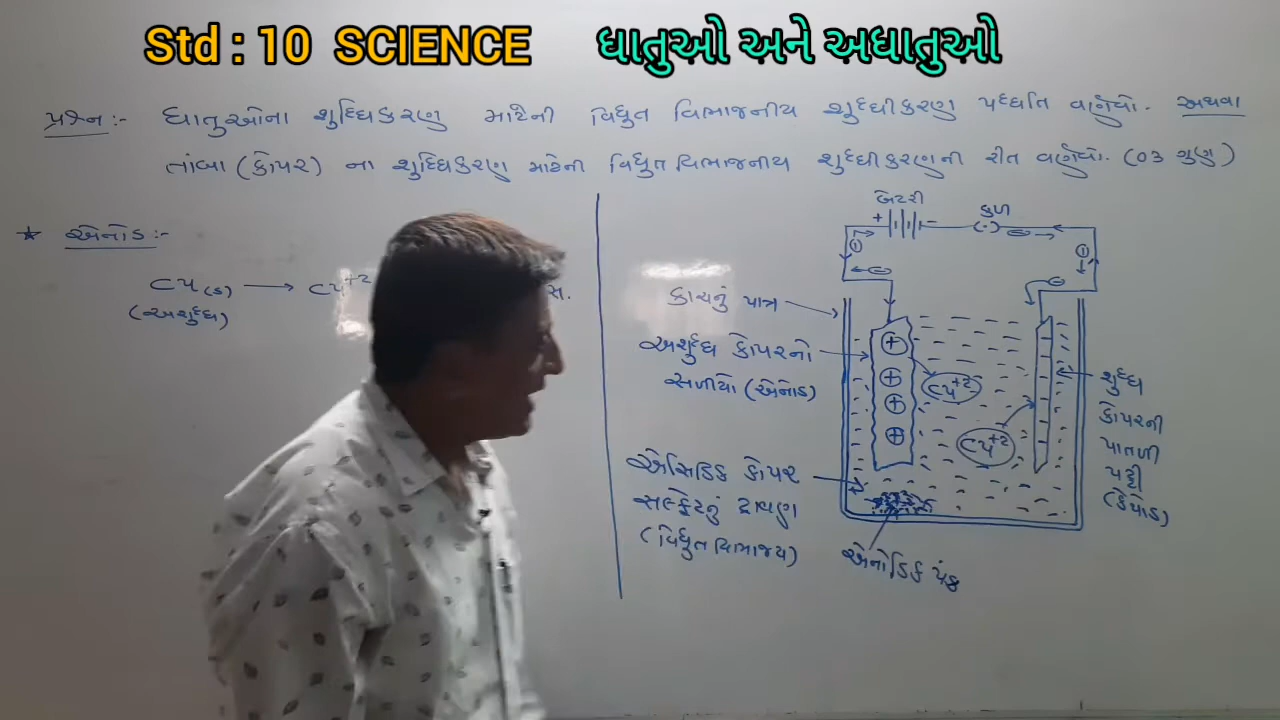 Std : 10 SCIENCE ધાતુઓ અને અધાતુઓ
પ્રશ્ન :- ધાતુઓના શુદ્ધિકરણ માટેની વિદ્યુત વિભાજનીય શુદ્ધીકરણ પદ્ધતિ વર્ણવો. અથવા
તાંબા (કોપર) ના શુદ્ધિકરણ માટેની વિદ્યુત વિભાજનીય શુદ્ધીકરણની રીત વર્ણવો. (03 ગુણ)
★ એનોડ :-
Cu(s) → Cu+2
(અશુદ્ધ)
બેટરી
+ -
કળ
કાચનું પાત્ર
અશુદ્ધ કોપરનો
સળીયો (એનોડ)
Cu+2
Cu+2
શુદ્ધ
કોપરની
પાતળી
પટ્ટી
(કેથોડ)
એસિડિક કોપર
સલ્ફેટનું દ્રાવણ
(વિદ્યુત વિભાજ્ય)
એનોડિક પંક